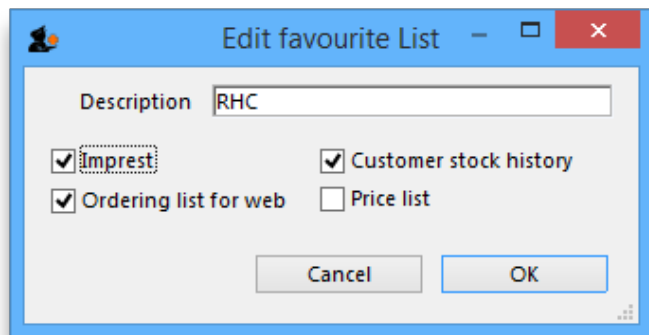 Edit favourite List
Description RHC
Imprest Customer stock history
Ordering list for web Price list
Cancel OK